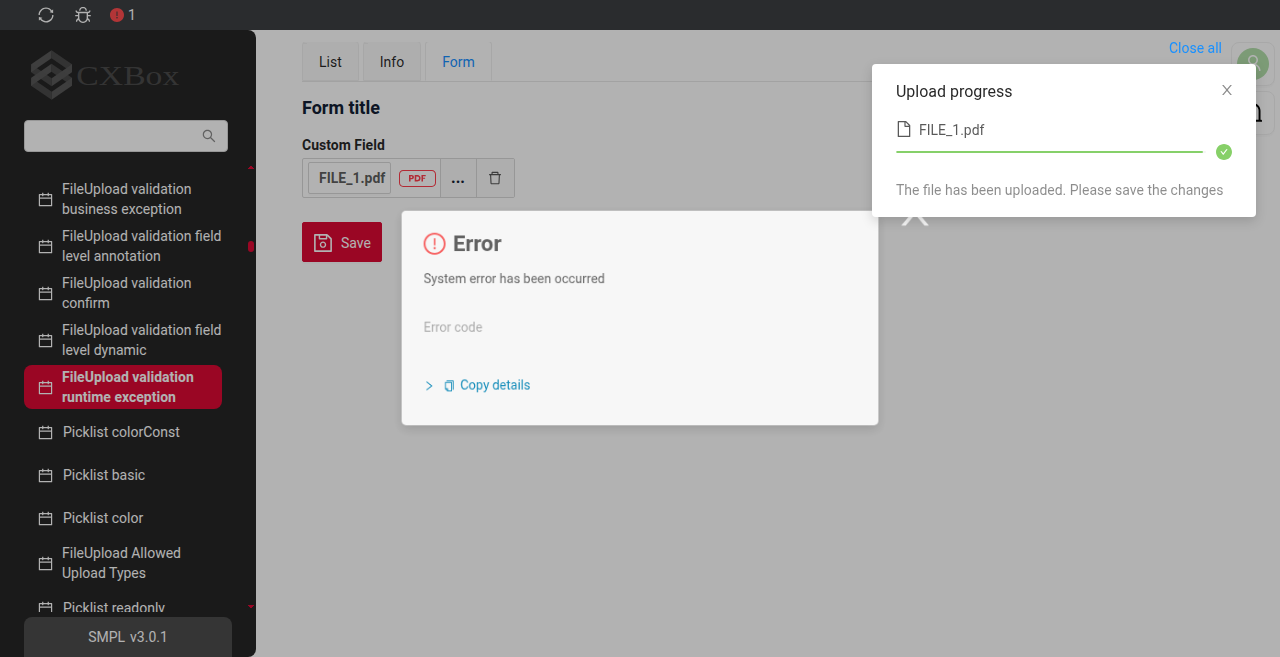 1
CXBox
FileUpload validation
business exception
FileUpload validation field
level annotation
FileUpload validation
confirm
FileUpload validation field
level dynamic
FileUpload validation
runtime exception
Picklist colorConst
Picklist basic
Picklist color
FileUpload Allowed
Upload Types
Picklist readonly
SMPL v3.0.1
List
Info
Form
Form title
Custom Field
FILE_1.pdf
PDF
...
Save
Error
System error has been occurred
Error code
Copy details
Close all
Upload progress
FILE_1.pdf
The file has been uploaded. Please save the changes